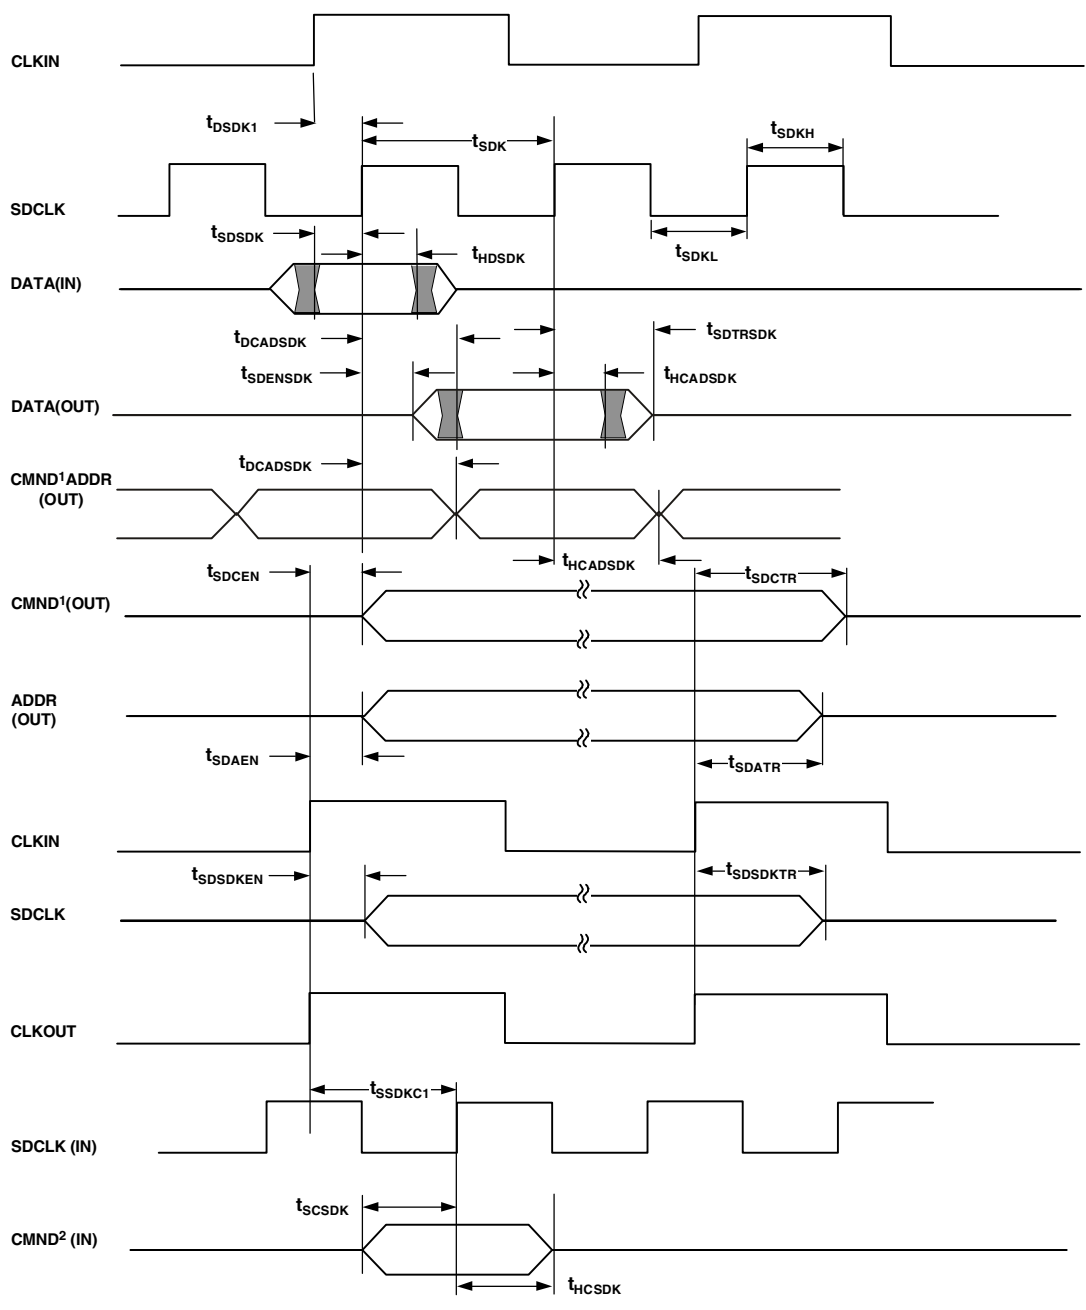 CLKIN
tDSDK1
tSDK
tSDKH
SDCLK
tSDSDK
tHDSDK
tSDKL
DATA(IN)
tDCADSDK
tSDTRSDK
tSDENSDK
tHCADSDK
DATA(OUT)
tDCADSDK
CMND¹ADDR
(OUT)
tHCADSDK
tSDCEN
tSDCTR
CMND¹(OUT)
ADDR
(OUT)
tSDAEN
tSDATR
CLKIN
tSDSDKEN
tSDSDKTR
SDCLK
CLKOUT
tSSDKC1
SDCLK (IN)
tSCSDK
CMND² (IN)
tHCSDK